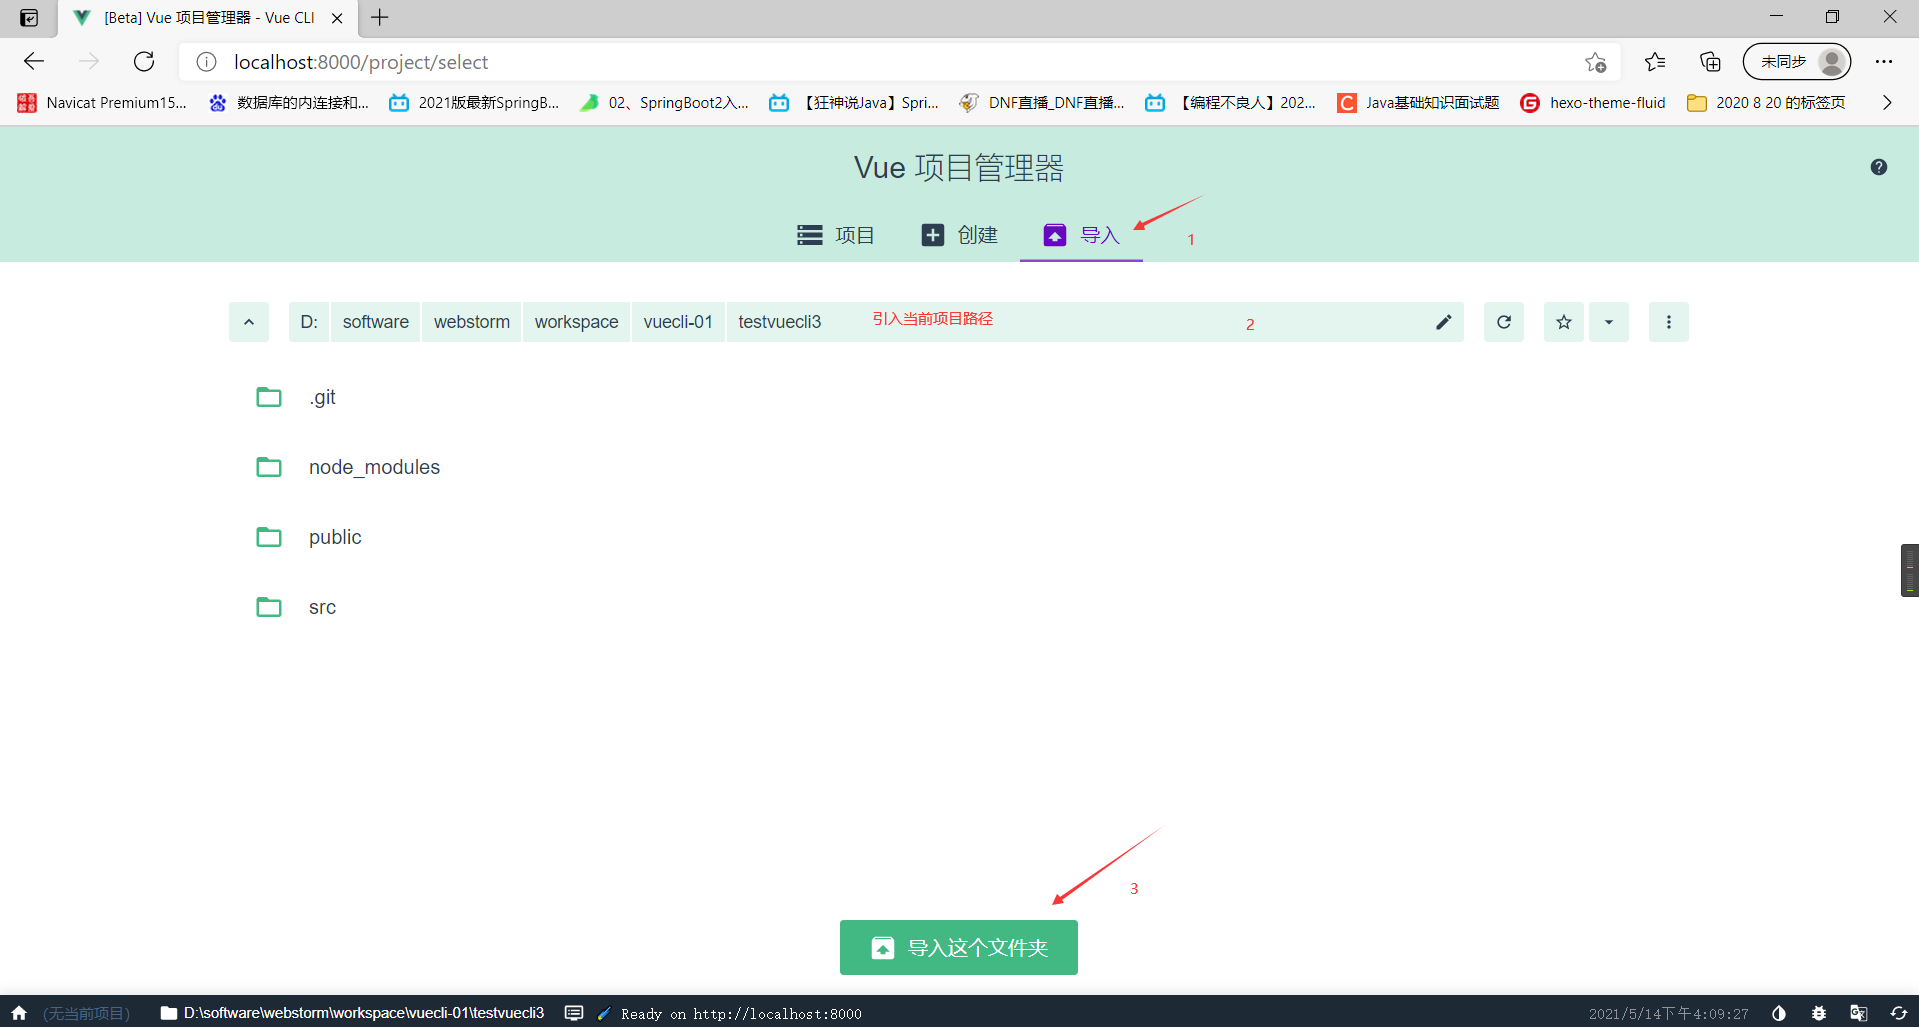 [Beta] Vue 项目管理器 - Vue CLI
localhost:8000/project/select
未同步
Navicat Premium15... 数据库的内连接和... 2021版最新SpringB... 02、SpringBoot2入... 【狂神说Java】Spri... DNF直播_DNF直播... 【编程不良人】202... Java基础知识面试题 hexo-theme-fluid 2020 8 20 的标签页
Vue 项目管理器
项目 创建 导入
1
D: software webstorm workspace vuecli-01 testvuecli3 引入当前项目路径 2
.git
node_modules
public
src
3
导入这个文件夹
(无当前项目) D:\software\webstorm\workspace\vuecli-01\testvuecli3 Ready on http://localhost:8000 2021/5/14下午4:09:27